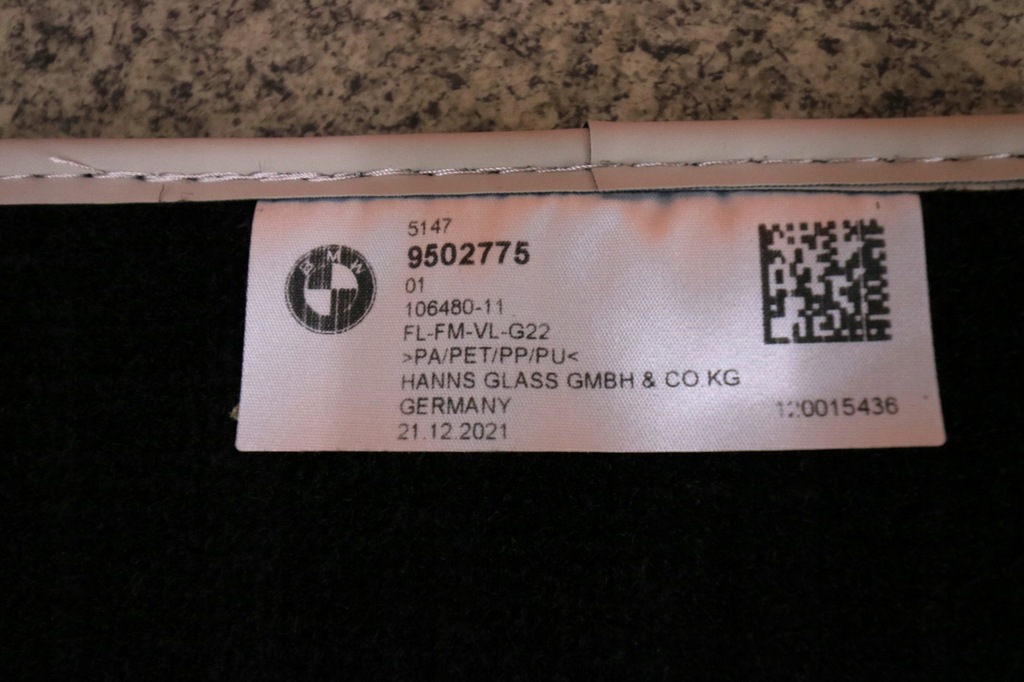 BMW
5147
9502775
01
106480-11
FL-FM-VL-G22
>PA/PET/PP/PU<
HANNS GLASS GMBH & CO.KG
GERMANY
21.12.2021